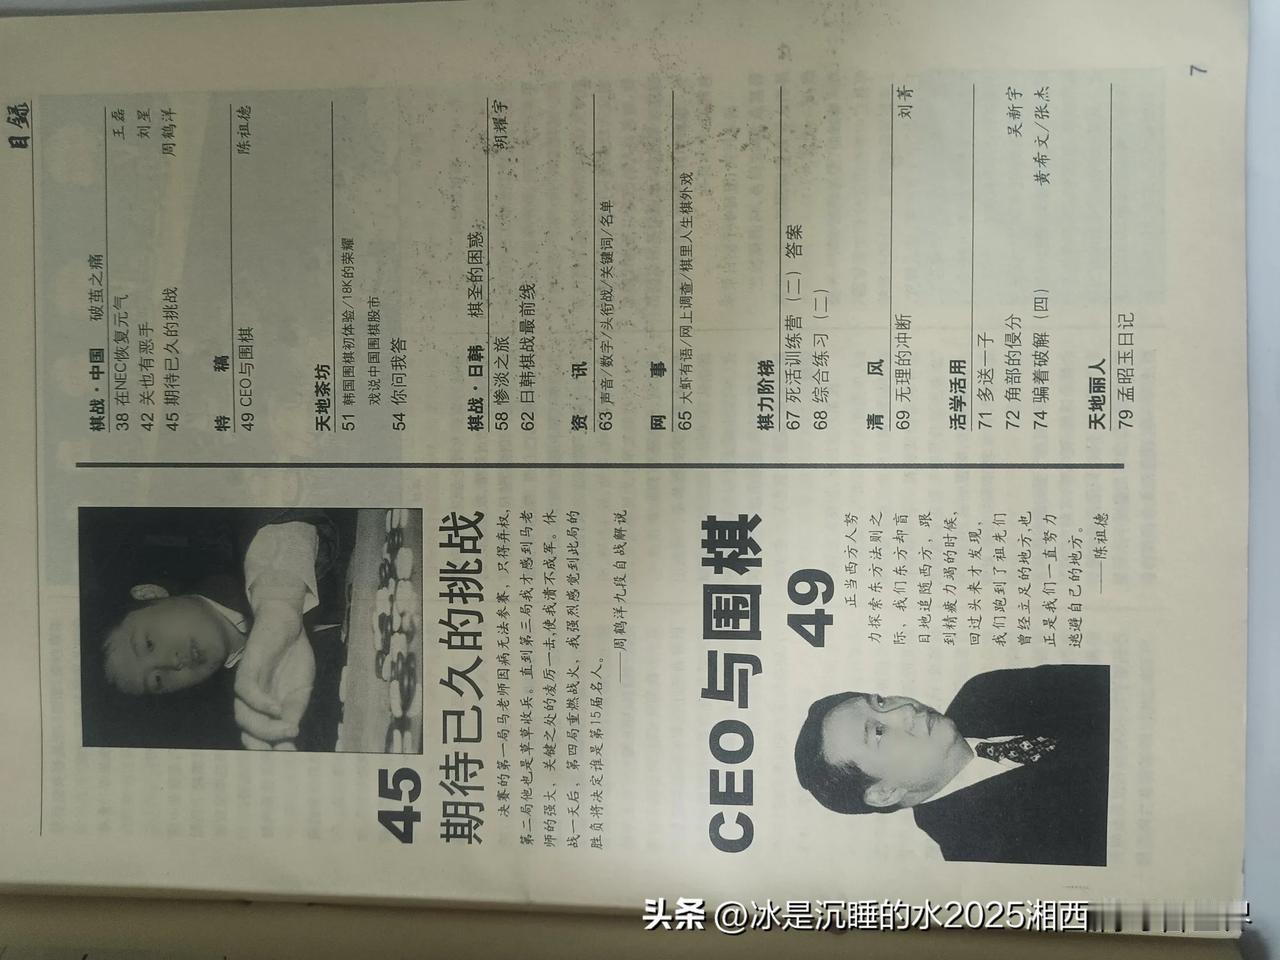 目录
45
期待已久的挑战
决赛的第一局马老师因病无法参赛，只得弃权，
第二局他也是草草收兵。直到第三局我才感到马老
师的强大，关键之处的凌厉一击，使我溃不成军。休
战一天后，第四局重燃战火，我强烈感觉到此局的
胜负将决定谁是第15届名人。
——周鹤洋九段自战解说
CEO与围棋
49
正当西方人努
力探索东方法则之
际，我们东方却盲
目地追随西方，跟
到精疲力竭的时候，
回过头来才发现，
我们跑到了祖先们
曾经立足的地方，也
正是我们一直努力
逃避自己的地方。
——陈祖德
棋战·中国 破茧之痛
38 在NEC恢复元气 王磊
42 关也有恶手 刘星
45 期待已久的挑战 周鹤洋
特稿
49 CEO与围棋 陈祖德
天地茶坊
51 韩国围棋初体验/18K的荣耀
戏说中国围棋股市
54 你问我答
棋战·日韩 棋圣的困惑
58 惨淡之旅 胡耀宇
62 日韩棋战最前线
资讯
63 声音/数字/头衔战/关键词/名单
网事
65 大虾有语/网上调查/棋里人生棋外戏
棋力阶梯
67 死活训练营（二）答案
68 综合练习（二）
清风
69 无理的冲断 刘菁
活学活用
71 多送一子
72 角部的侵分 吴新宇
74 骗着破解（四） 黄希文/张杰
天地丽人
79 孟昭玉日记
7
头条 @冰是沉睡的水2025湘西